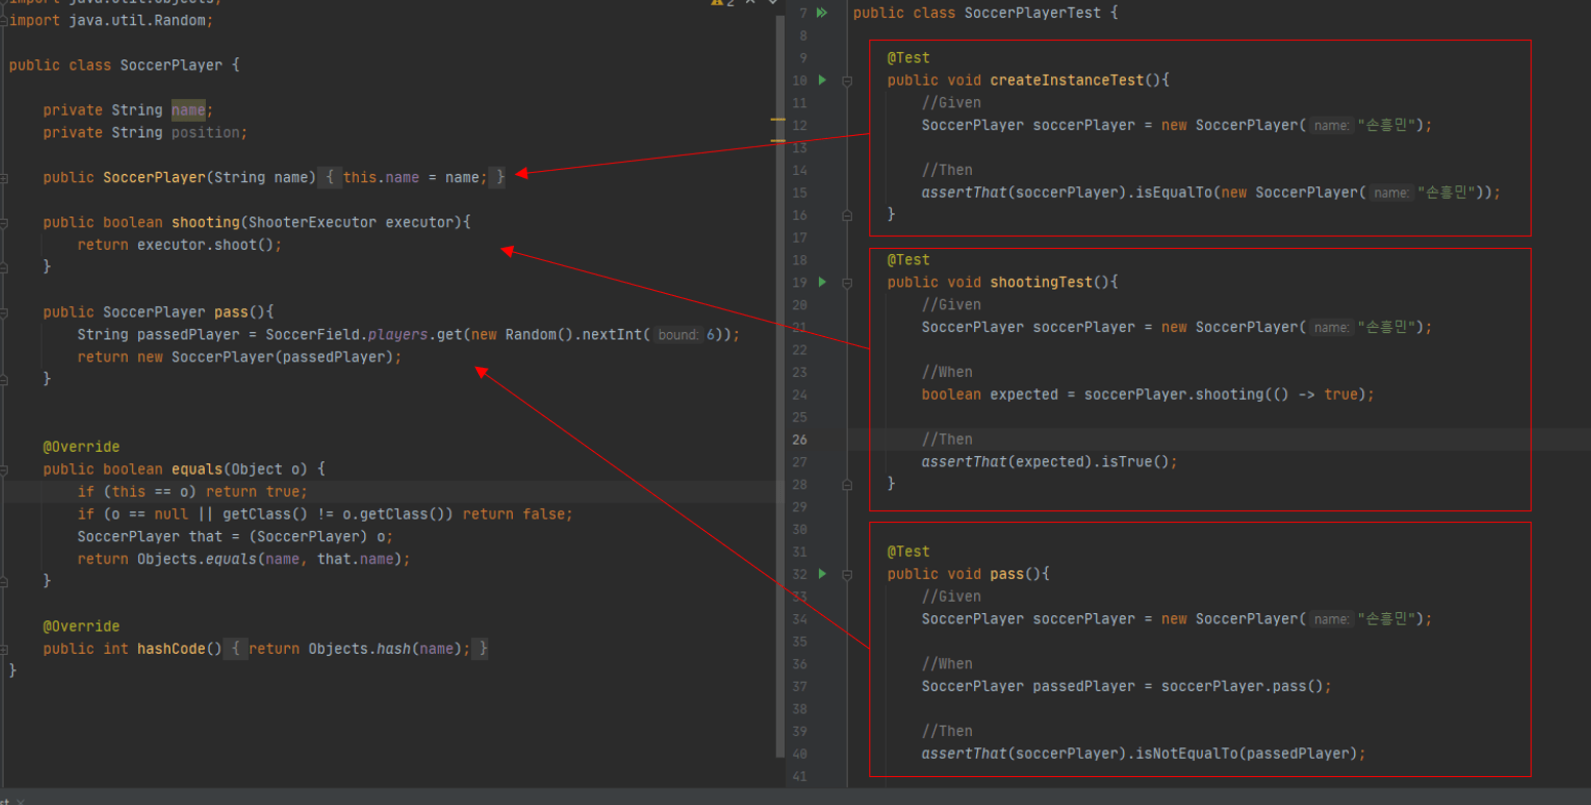 import java.util.Objects;
import java.util.Random;
public class SoccerPlayer {
private String name;
private String position;
public SoccerPlayer(String name) { this.name = name; }
public boolean shooting(ShooterExecutor executor){
return executor.shoot();
}
public SoccerPlayer pass(){
String passedPlayer = SoccerField.players.get(new Random().nextInt( bound: 6));
return new SoccerPlayer(passedPlayer);
}
@Override
public boolean equals(Object o) {
if (this == o) return true;
if (o == null || getClass() != o.getClass()) return false;
SoccerPlayer that = (SoccerPlayer) o;
return Objects.equals(name, that.name);
}
@Override
public int hashCode() { return Objects.hash(name); }
}
2
7 public class SoccerPlayerTest {
8
9 @Test
10 public void createInstanceTest(){
11 //Given
12 SoccerPlayer soccerPlayer = new SoccerPlayer( name: "손흥민");
13
14 //Then
15 assertThat(soccerPlayer).isEqualTo(new SoccerPlayer( name: "손흥민"));
16 }
17
18 @Test
19 public void shootingTest(){
20 //Given
21 SoccerPlayer soccerPlayer = new SoccerPlayer( name: "손흥민");
22
23 //When
24 boolean expected = soccerPlayer.shooting(() -> true);
25
26 //Then
27 assertThat(expected).isTrue();
28 }
29
30
31 @Test
32 public void pass(){
33 //Given
34 SoccerPlayer soccerPlayer = new SoccerPlayer( name: "손흥민");
35
36 //When
37 SoccerPlayer passedPlayer = soccerPlayer.pass();
38
39 //Then
40 assertThat(soccerPlayer).isNotEqualTo(passedPlayer);
41